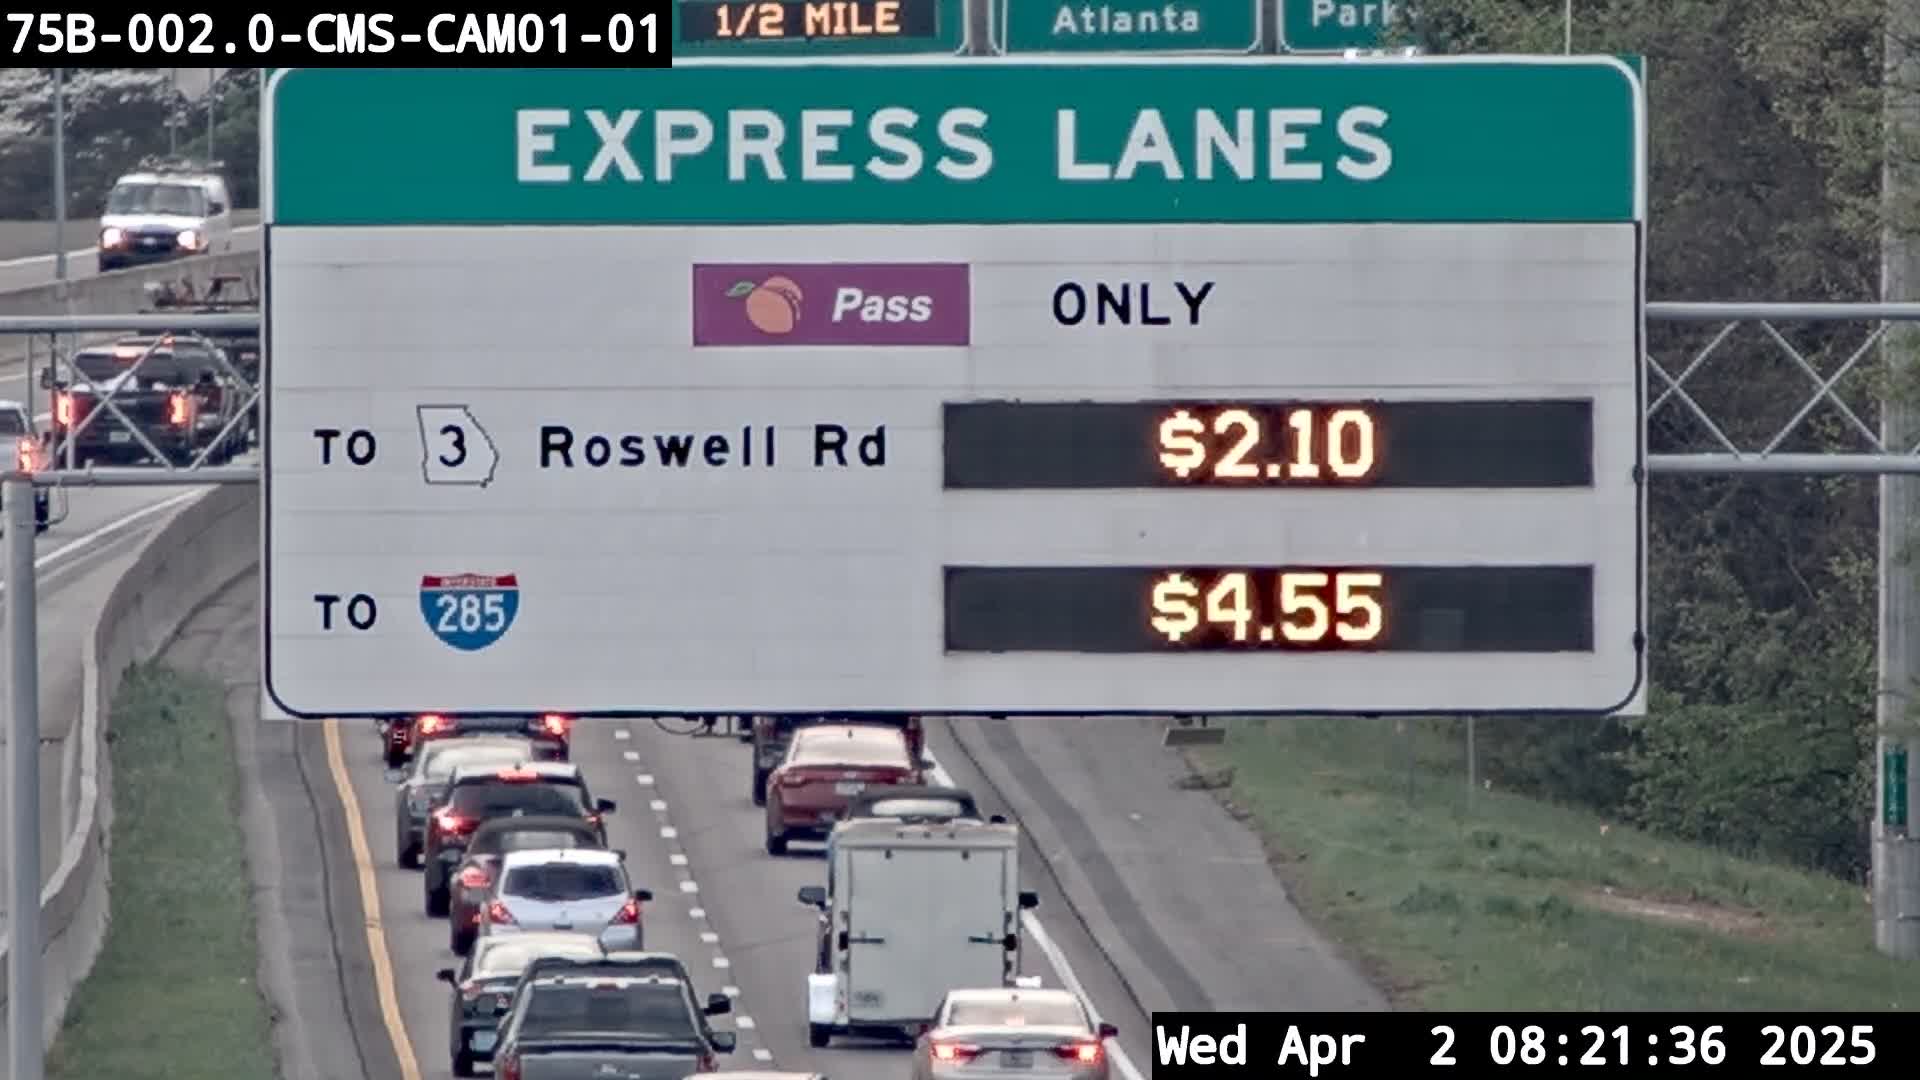 75B-002.0-CMS-CAM01-01
1/2 MILE
Atlanta
EXPRESS LANES
Pass ONLY
TO 3 Roswell Rd $2.10
TO INTERSTATE 285 $4.55
Wed Apr 2 08:21:36 2025